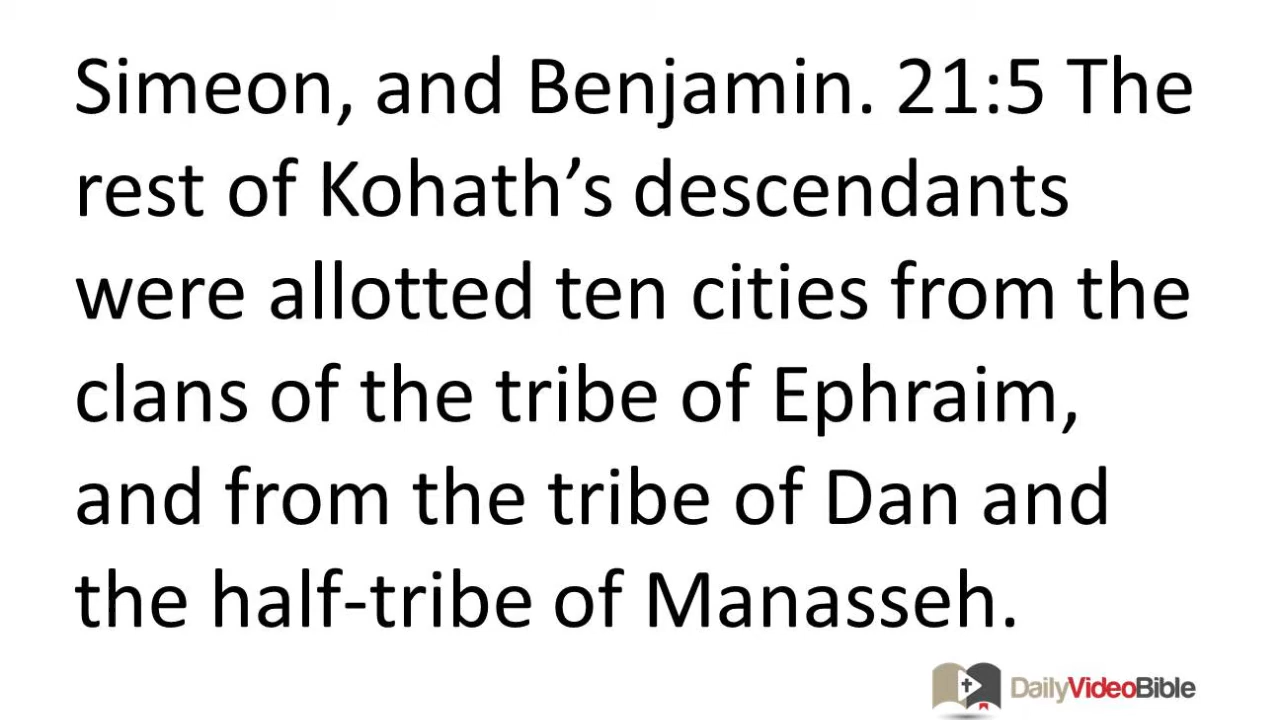 Simeon, and Benjamin. 21:5 The
rest of Kohath’s descendants
were allotted ten cities from the
clans of the tribe of Ephraim,
and from the tribe of Dan and
the half-tribe of Manasseh.
DailyVideoBible